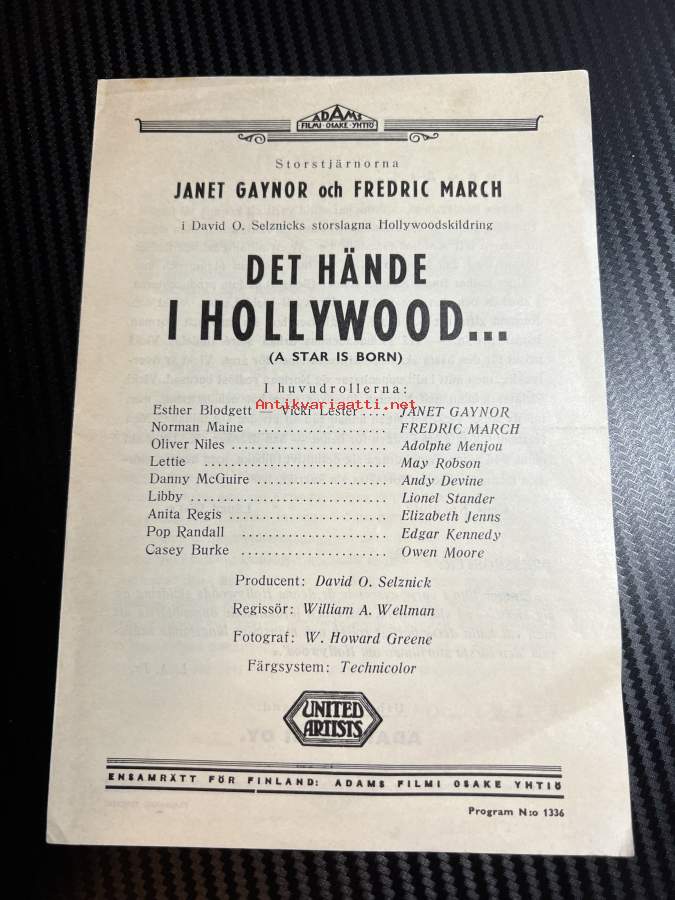 ADAMS
FILMI · OSAKE · YHTIÖ
Storstjärnorna
JANET GAYNOR och FREDRIC MARCH
i David O. Selznicks storslagna Hollywoodskildring
DET HÄNDE
I HOLLYWOOD...
(A STAR IS BORN)
I huvudrollerna:
Antikvariaatti.net
Esther Blodgett — Vicki Lester .... JANET GAYNOR
Norman Maine .................... FREDRIC MARCH
Oliver Niles ...................... Adolphe Menjou
Lettie .......................... May Robson
Danny McGuire ................... Andy Devine
Libby ............................ Lionel Stander
Anita Regis ...................... Elizabeth Jenns
Pop Randall ..................... Edgar Kennedy
Casey Burke ..................... Owen Moore
Producent: David O. Selznick
Regissör: William A. Wellman
Fotograf: W. Howard Greene
Färgsystem: Technicolor
UNITED
ARTISTS
ENSAMRÄTT FÖR FINLAND: ADAMS FILMI OSAKE YHTIÖ
Program N:o 1336